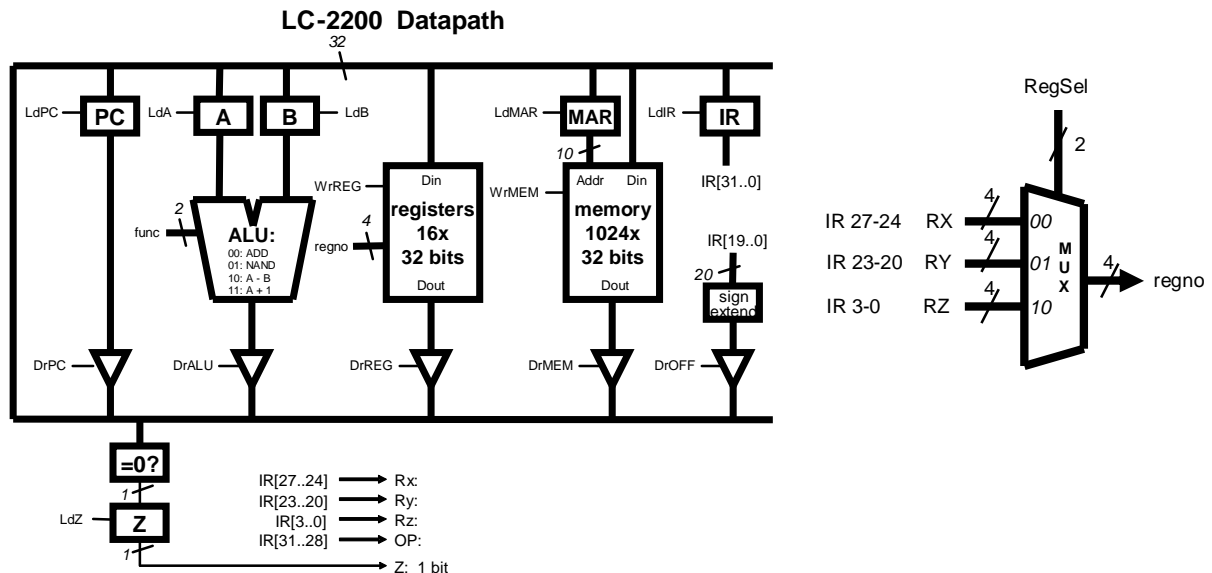 LC-2200 Datapath
32
LdPC
PC
LdA
A
B
LdB
LdMAR
MAR
LdIR
IR
10
IR[31..0]
WrREG
Din
registers
16x
32 bits
Dout
4
regno
2
func
ALU:
00: ADD
01: NAND
10: A - B
11: A + 1
WrMEM
Addr Din
memory
1024x
32 bits
Dout
IR[19..0]
20
sign
extend
DrPC
DrALU
DrREG
DrMEM
DrOFF
=0?
1
LdZ
Z
1
IR[27..24] Rx:
IR[23..20] Ry:
IR[3..0] Rz:
IR[31..28] OP:
Z: 1 bit
RegSel
2
IR 27-24 RX 4 00
IR 23-20 RY 4 01
IR 3-0 RZ 4 10
M
U
X
4
regno